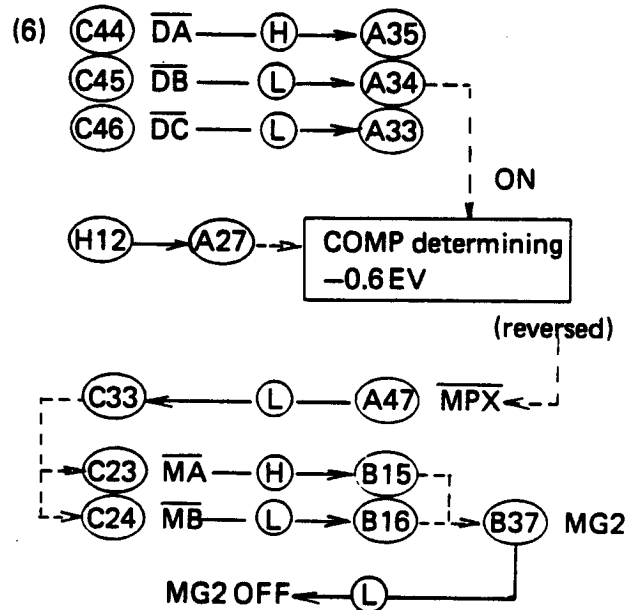 (6) C44 DA H A35
C45 DB L A34
C46 DC L A33
ON
H12 A27 COMP determining
−0.6 EV
(reversed)
C33 L A47 MPX
C23 MA H B15
C24 MB L B16 B37 MG2
MG2 OFF L